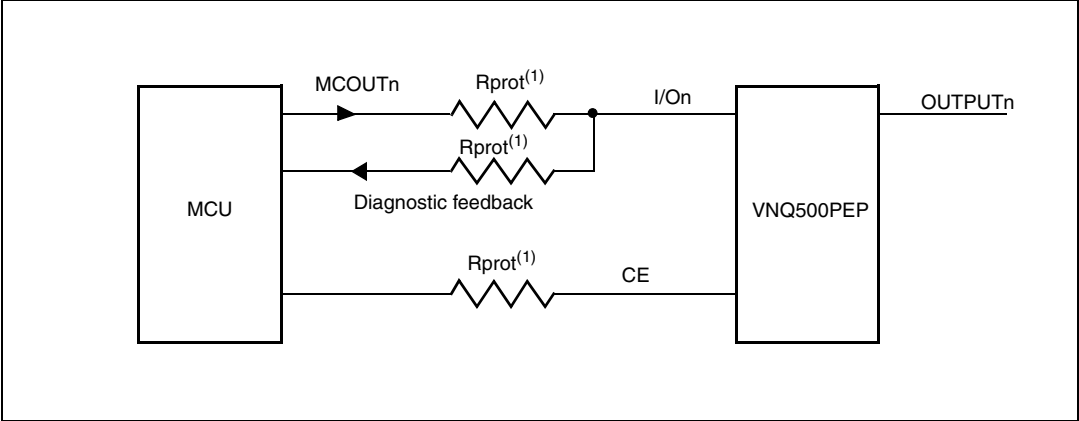 MCOUTn
Rprot(1)
I/On
OUTPUTn
Rprot(1)
Diagnostic feedback
MCU
VNQ500PEP
Rprot(1)
CE